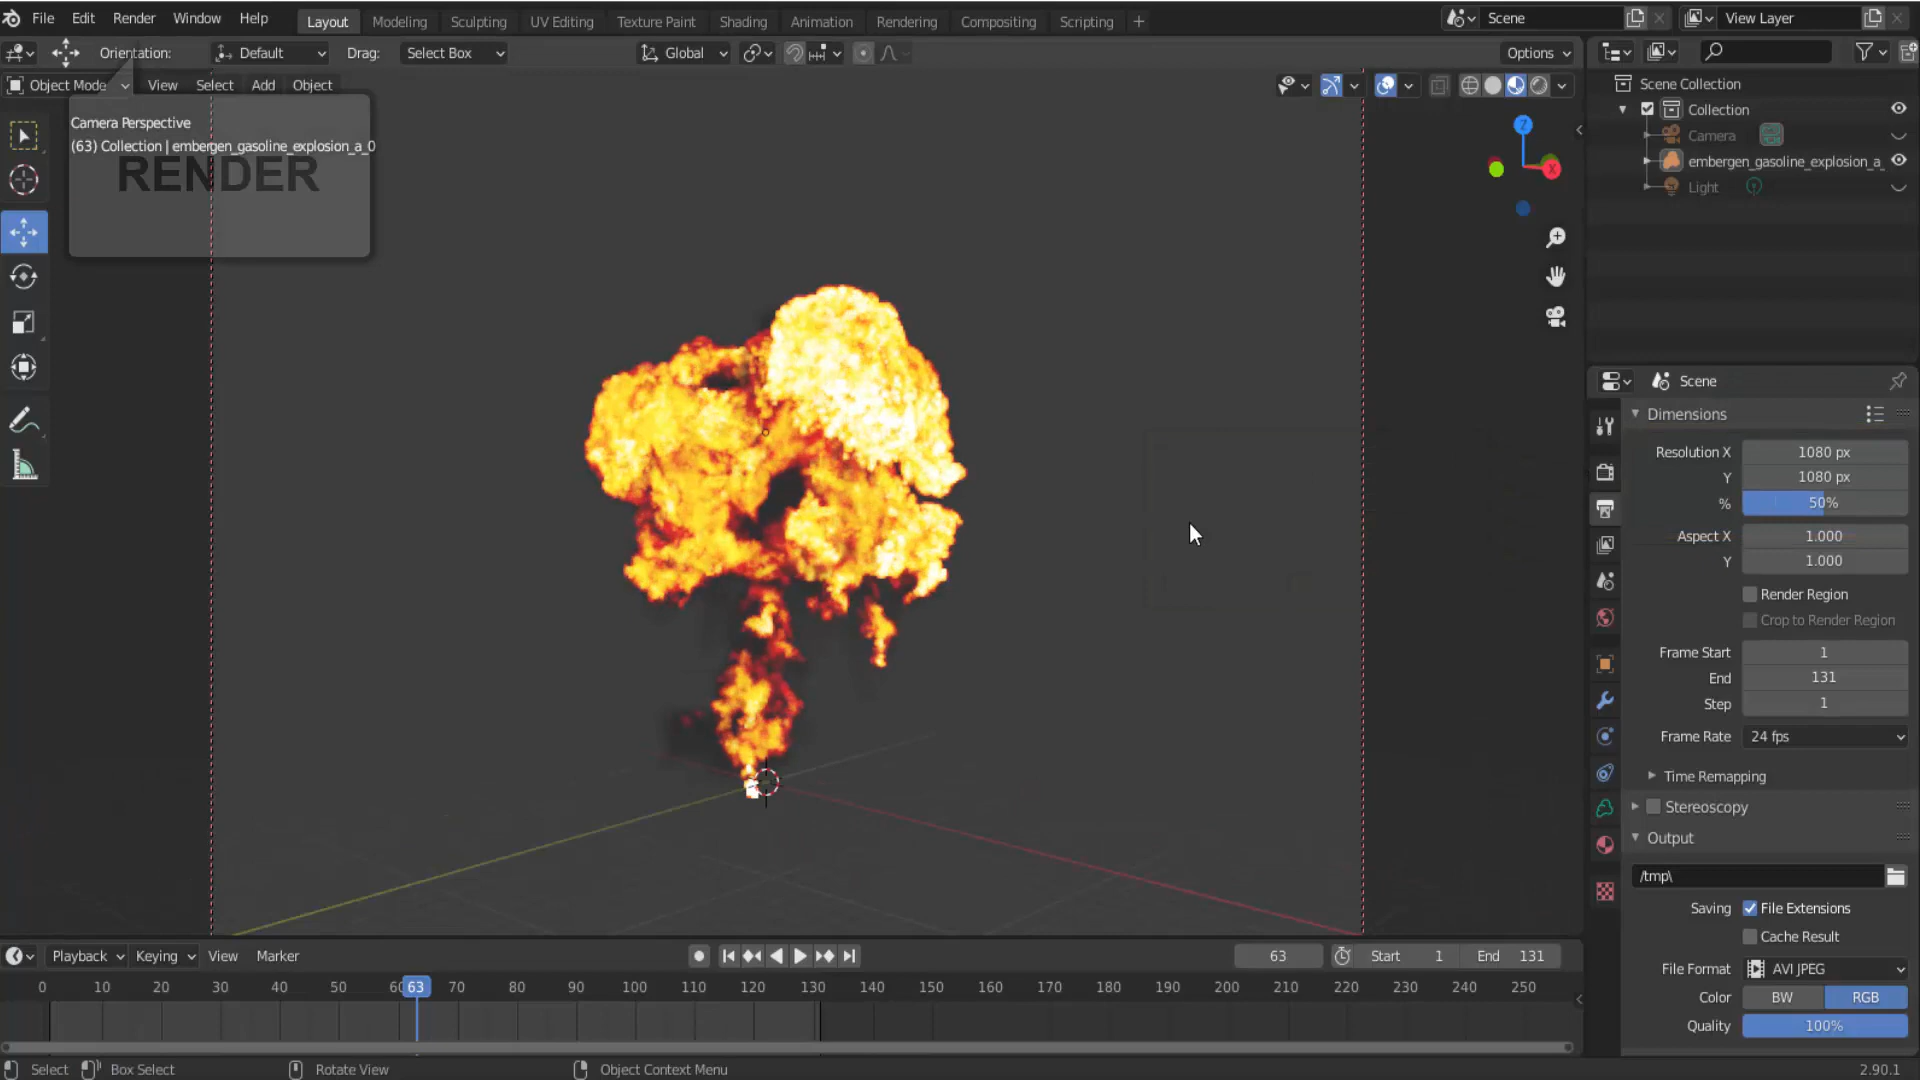 File Edit Render Window Help Layout Modeling Sculpting UV Editing Texture Paint Shading Animation Rendering Compositing Scripting + Scene View Layer
Orientation: Default Drag: Select Box Global Options
Object Mode View Select Add Object
Camera Perspective
(63) Collection | embergen_gasoline_explosion_a_0
RENDER
Z
X
Scene Collection
Collection
Camera
embergen_gasoline_explosion_a_
Light
Scene
Dimensions
Resolution X 1080 px
Y 1080 px
% 50%
Aspect X 1.000
Y 1.000
Render Region
Crop to Render Region
Frame Start 1
End 131
Step 1
Frame Rate 24 fps
Time Remapping
Stereoscopy
Output
/tmp\
Saving File Extensions
Cache Result
File Format AVI JPEG
Color BW RGB
Quality 100%
Playback Keying View Marker 63 Start 1 End 131
0 10 20 30 40 50 60 63 70 80 90 100 110 120 130 140 150 160 170 180 190 200 210 220 230 240 250
Select Box Select Rotate View Object Context Menu 2.90.1